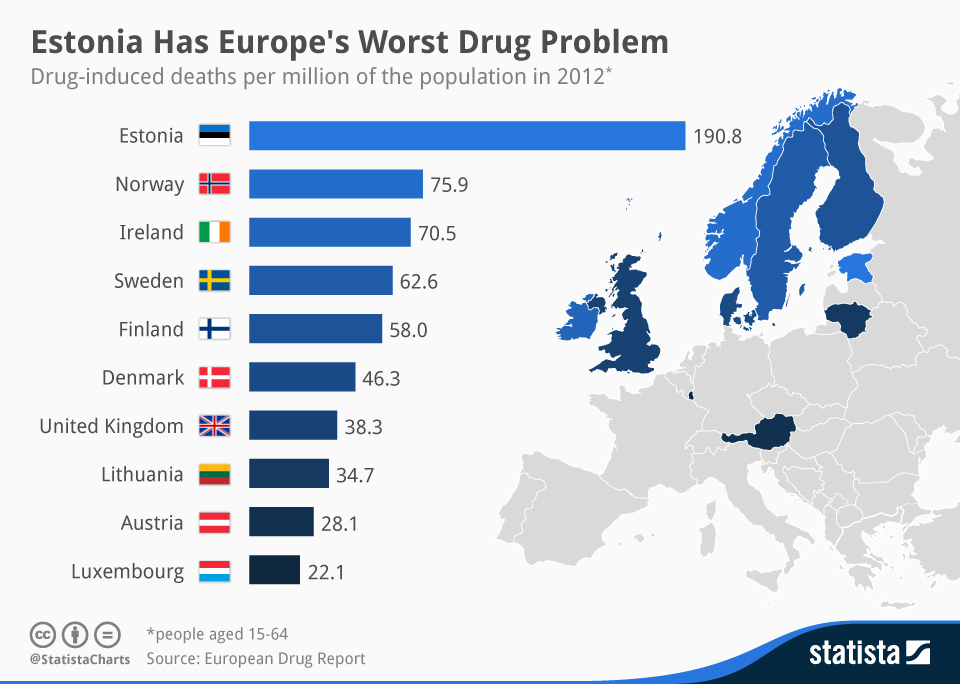 Estonia Has Europe's Worst Drug Problem
Drug-induced deaths per million of the population in 2012*
Estonia 190.8
Norway 75.9
Ireland 70.5
Sweden 62.6
Finland 58.0
Denmark 46.3
United Kingdom 38.3
Lithuania 34.7
Austria 28.1
Luxembourg 22.1
cc
*people aged 15-64
@StatistaCharts Source: European Drug Report
statista